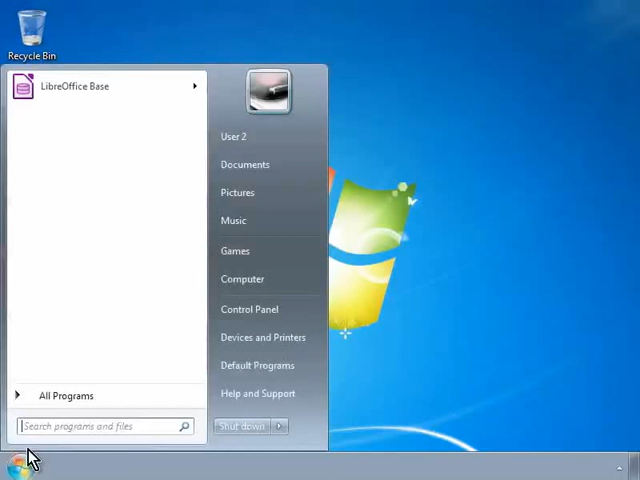 Recycle Bin
LibreOffice Base
User 2
Documents
Pictures
Music
Games
Computer
Control Panel
Devices and Printers
Default Programs
Help and Support
All Programs
Search programs and files
Shut down